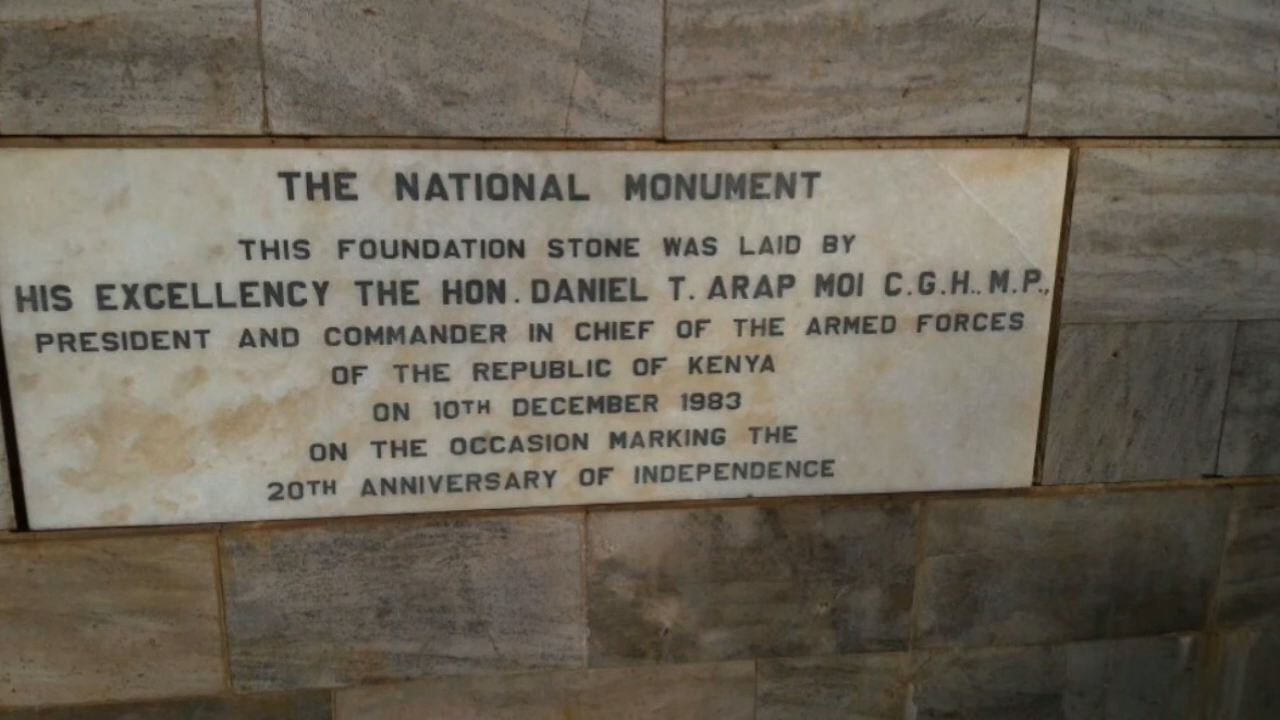 THE NATIONAL MONUMENT
THIS FOUNDATION STONE WAS LAID BY
HIS EXCELLENCY THE HON. DANIEL T. ARAP MOI C.G.H.. M.P.,
PRESIDENT AND COMMANDER IN CHIEF OF THE ARMED FORCES
OF THE REPUBLIC OF KENYA
ON 10TH DECEMBER 1983
ON THE OCCASION MARKING THE
20TH ANNIVERSARY OF INDEPENDENCE